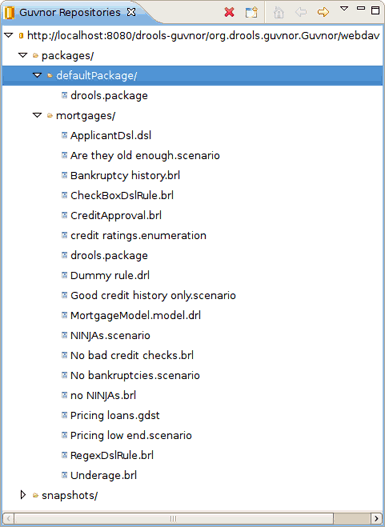 Guvnor Repositories
http://localhost:8080/drools-guvnor/org.drools.guvnor.Guvnor/webdav
packages/
defaultPackage/
drools.package
mortgages/
ApplicantDsl.dsl
Are they old enough.scenario
Bankruptcy history.brl
CheckBoxDslRule.brl
CreditApproval.brl
credit ratings.enumeration
drools.package
Dummy rule.drl
Good credit history only.scenario
MortgageModel.model.drl
NINJAs.scenario
No bad credit checks.brl
No bankruptcies.scenario
no NINJAs.brl
Pricing loans.gdst
Pricing low end.scenario
RegexDslRule.brl
Underage.brl
snapshots/